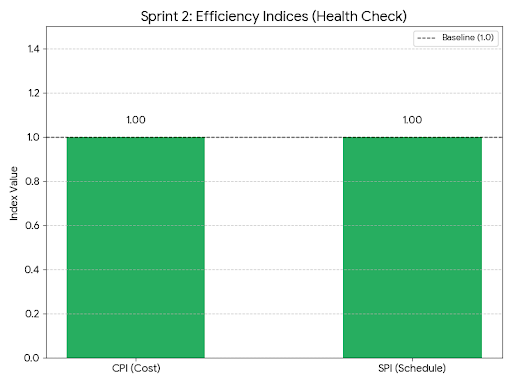 Sprint 2: Efficiency Indices (Health Check)
Baseline (1.0)
1.4
1.2
1.00 1.00
1.0
0.8
0.6
0.4
0.2
0.0
Index Value
CPI (Cost) SPI (Schedule)